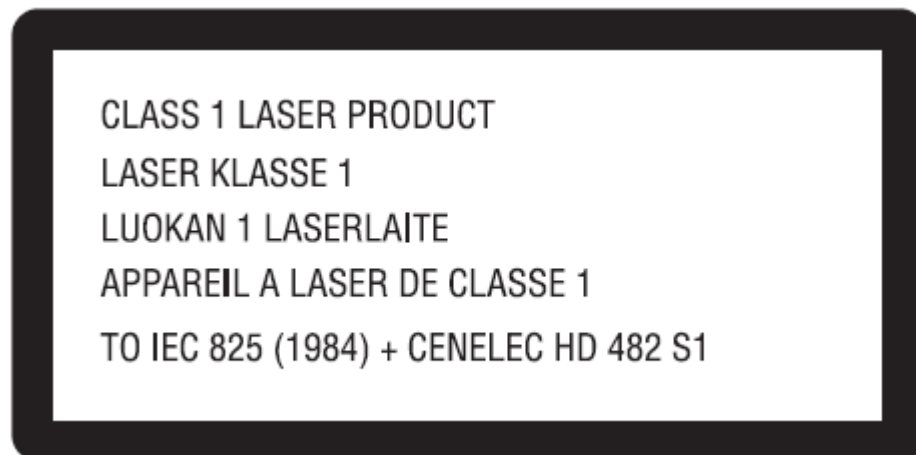 CLASS 1 LASER PRODUCT
LASER KLASSE 1
LUOKAN 1 LASERLAITE
APPAREIL A LASER DE CLASSE 1
TO IEC 825 (1984) + CENELEC HD 482 S1